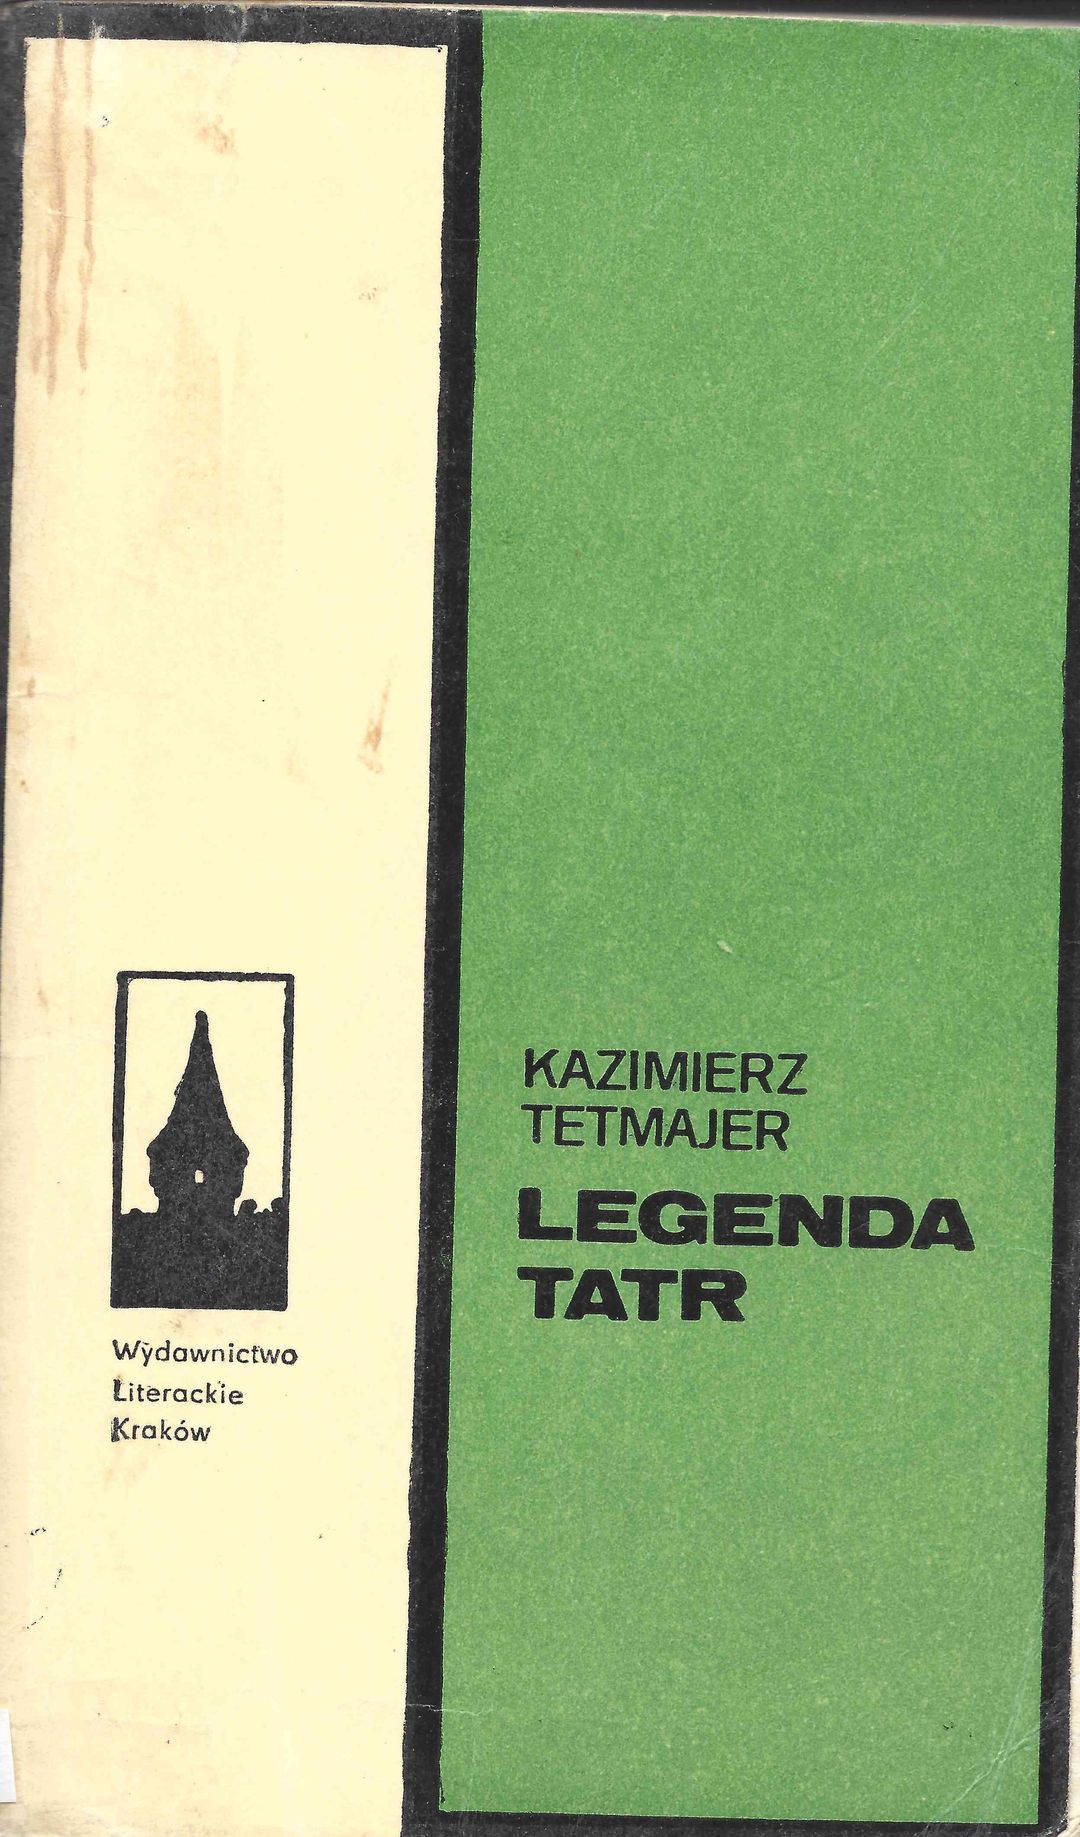 KAZIMIERZ
TETMAJER
LEGENDA
TATR
Wydawnictwo
Literackie
Kraków